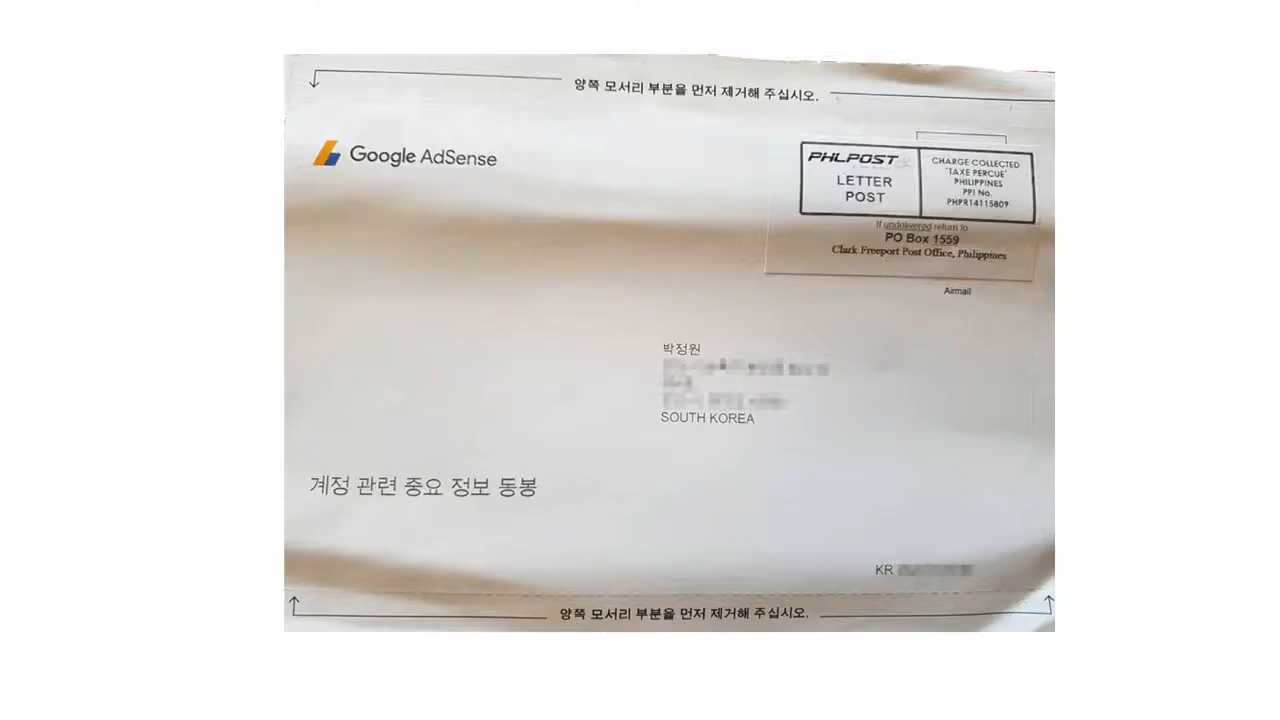 양쪽 모서리 부분을 먼저 제거해 주십시오.
Google AdSense
PHLPOST
LETTER
POST
CHARGE COLLECTED
"TAXE PERCUE"
PHILIPPINES
PPI No.
PHPR14115809
If undelivered return to
PO Box 1559
Clark Freeport Post Office, Philippines
Airmail
박정원
SOUTH KOREA
계정 관련 중요 정보 동봉
KR
양쪽 모서리 부분을 먼저 제거해 주십시오.